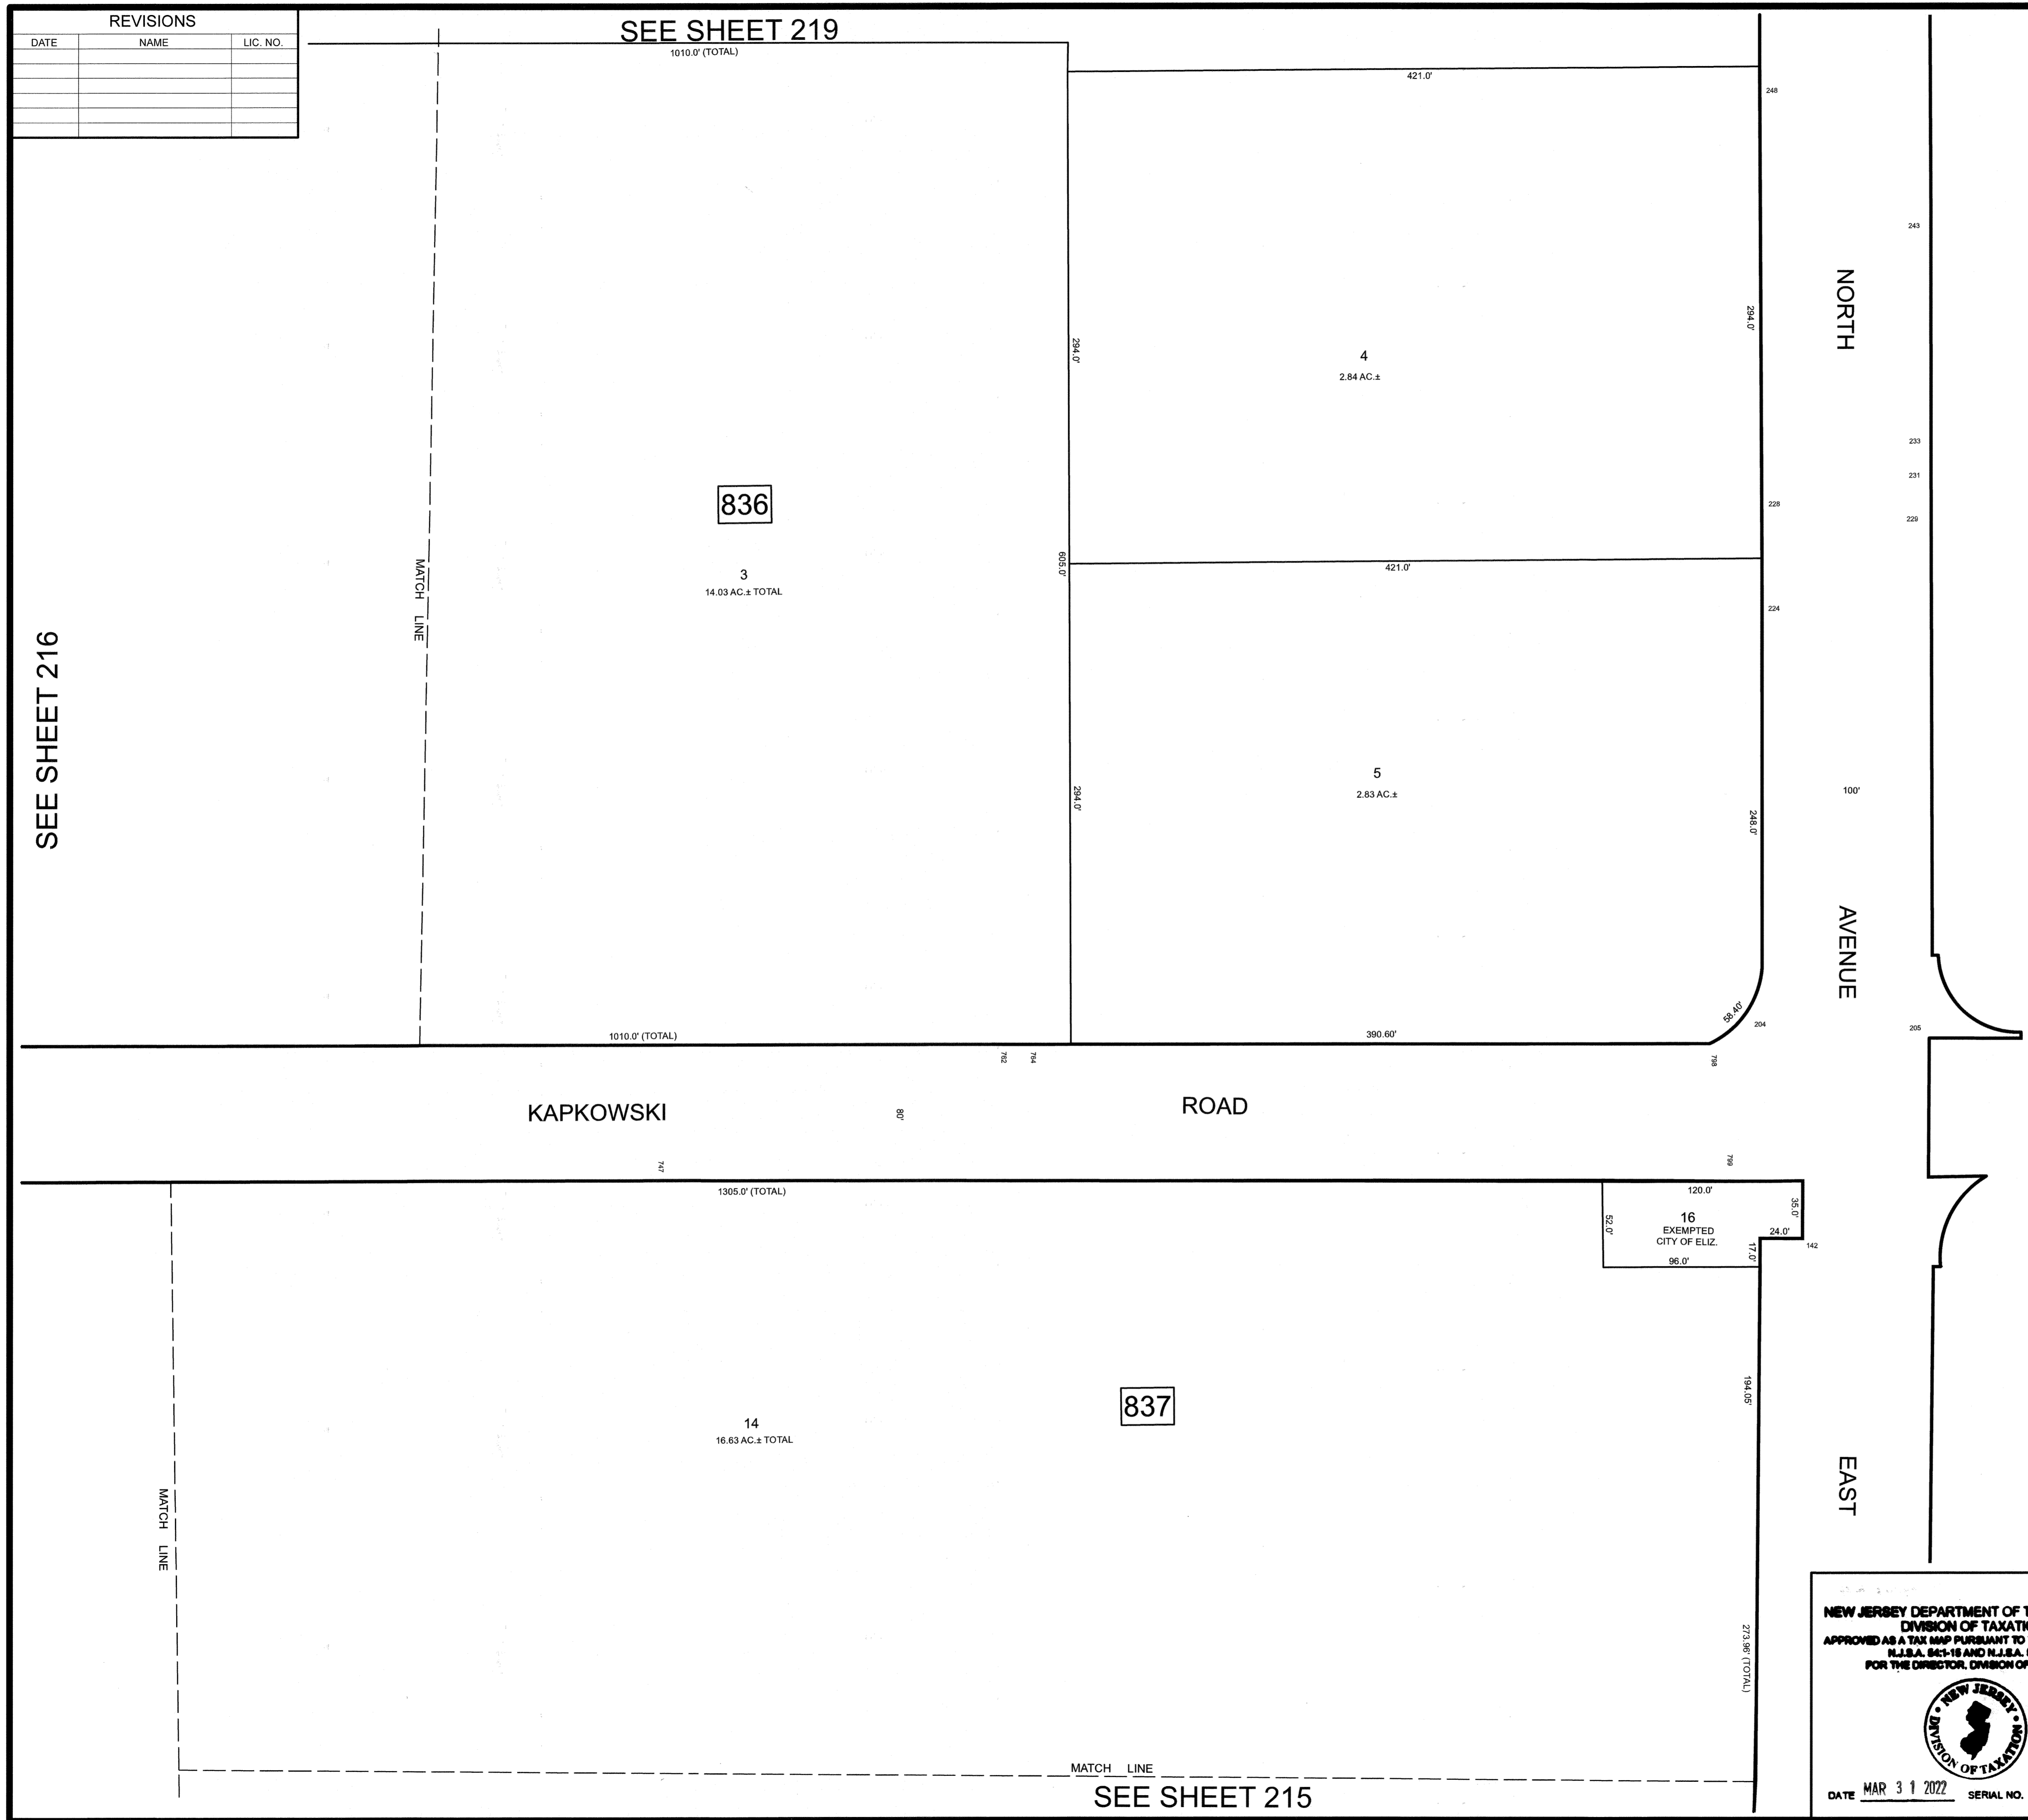 REVISIONS
DATE NAME LIC. NO.
SEE SHEET 219
1010.0' (TOTAL)
421.0'
248
243
NORTH
294.0'
294.0'
4
2.84 AC.±
233
231
836
228
229
605.0'
421.0'
MATCH LINE
3
14.03 AC.± TOTAL
224
SEE SHEET 216
5
2.83 AC.±
294.0'
248.0'
100'
AVENUE
58.40'
204
205
1010.0' (TOTAL)
390.60'
762
764
798
KAPKOWSKI
80'
ROAD
747
799
1305.0' (TOTAL)
120.0'
35.0'
52.0'
16
EXEMPTED
CITY OF ELIZ.
24.0'
17.0'
142
96.0'
194.05'
837
14
16.63 AC.± TOTAL
EAST
MATCH LINE
273.96' (TOTAL)
NEW JERSEY DEPARTMENT OF
DIVISION OF
APPROVED AS A TAX MAP PURSUANT TO
N.J.S.A. 54:1-15 AND N.J.S.A.
FOR THE DIRECTOR, DIVISION OF
NEW JERSEY
DIVISION OF TAXATION
MATCH LINE
SEE SHEET 215
DATE MAR 31 2022 SERIAL NO.